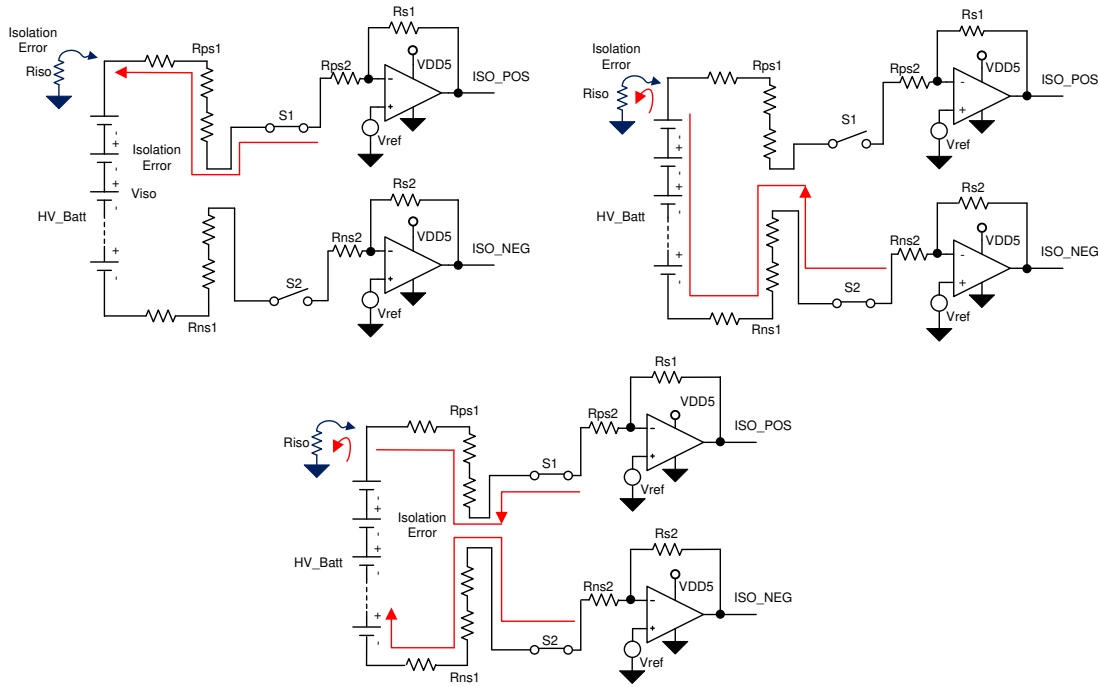 Isolation
Error
Riso
Rps1
Rs1
Rps2
VDD5
ISO_POS
-
+
S1
Vref
-
+
-
+
Isolation
Error
-
+
Viso
HV_Batt
-
+
-
Rs2
Rns2
VDD5
ISO_NEG
-
+
S2
Vref
Rns1
Isolation
Error
Riso
Rps1
Rs1
Rps2
VDD5
ISO_POS
-
+
S1
Vref
-
+
-
+
-
+
HV_Batt
-
+
-
Rs2
Rns2
VDD5
ISO_NEG
-
+
S2
Vref
Rns1
Riso
Rps1
Rs1
Rps2
VDD5
ISO_POS
-
+
S1
Vref
-
+
-
+
Isolation
Error
-
+
HV_Batt
-
+
-
Rs2
Rns2
VDD5
ISO_NEG
-
+
S2
Vref
Rns1